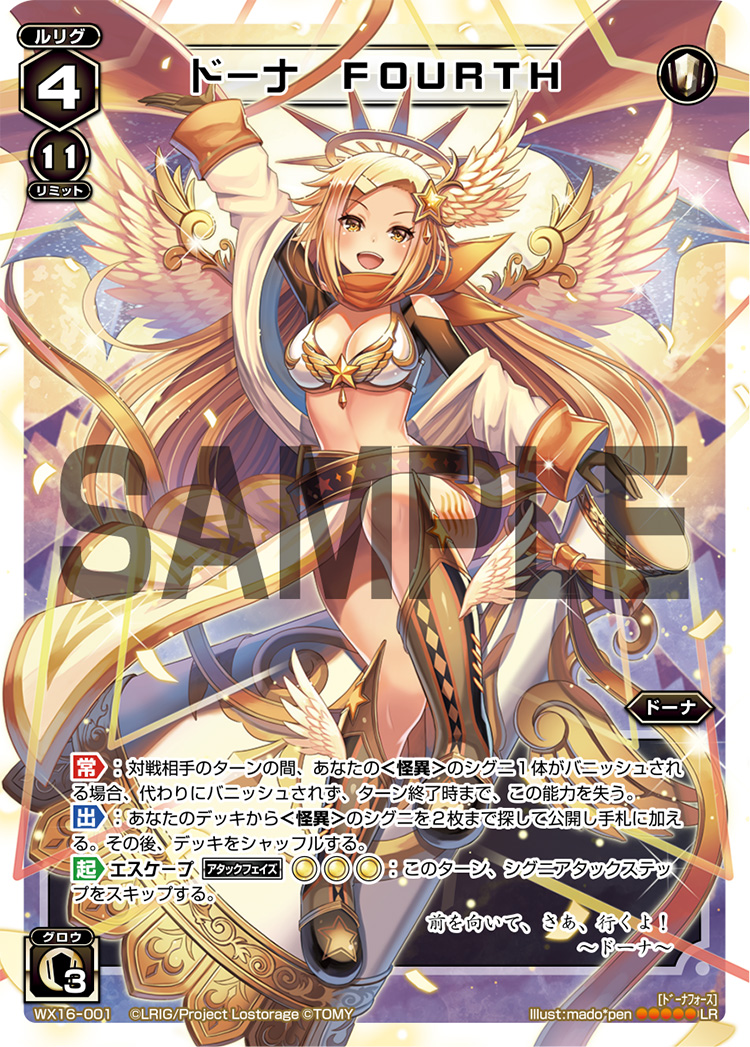 ルリグ
4
ドーナ FOURTH
11
リミット
SAMPLE
ドーナ
常：対戦相手のターンの間、あなたの<怪異>のシグニ１体がバニッシュされ
る場合、代わりにバニッシュされず、ターン終了時まで、この能力を失う。
出：あなたのデッキから<怪異>のシグニを２枚まで探して公開し手札に加え
る。その後、デッキをシャッフルする。
起 エスケープ アタックフェイズ：このターン、シグニアタックステッ
プをスキップする。
前を向いて、さあ、行くよ！
～ドーナ～
グロウ
3
[ドーナフォース]
WX16-001 ©LRIG/Project Lostorage ©TOMY Illust:mado*pen LR